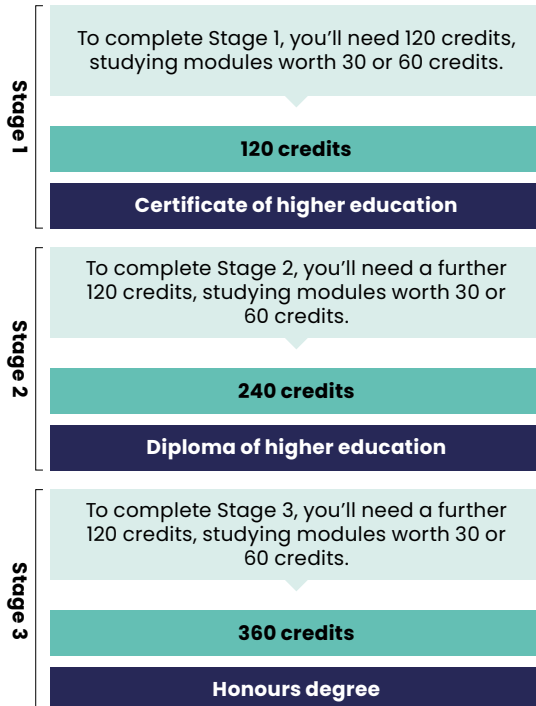 Stage 1
To complete Stage 1, you'll need 120 credits,
studying modules worth 30 or 60 credits.
120 credits
Certificate of higher education
Stage 2
To complete Stage 2, you'll need a further
120 credits, studying modules worth 30 or
60 credits.
240 credits
Diploma of higher education
Stage 3
To complete Stage 3, you'll need a further
120 credits, studying modules worth 30 or
60 credits.
360 credits
Honours degree